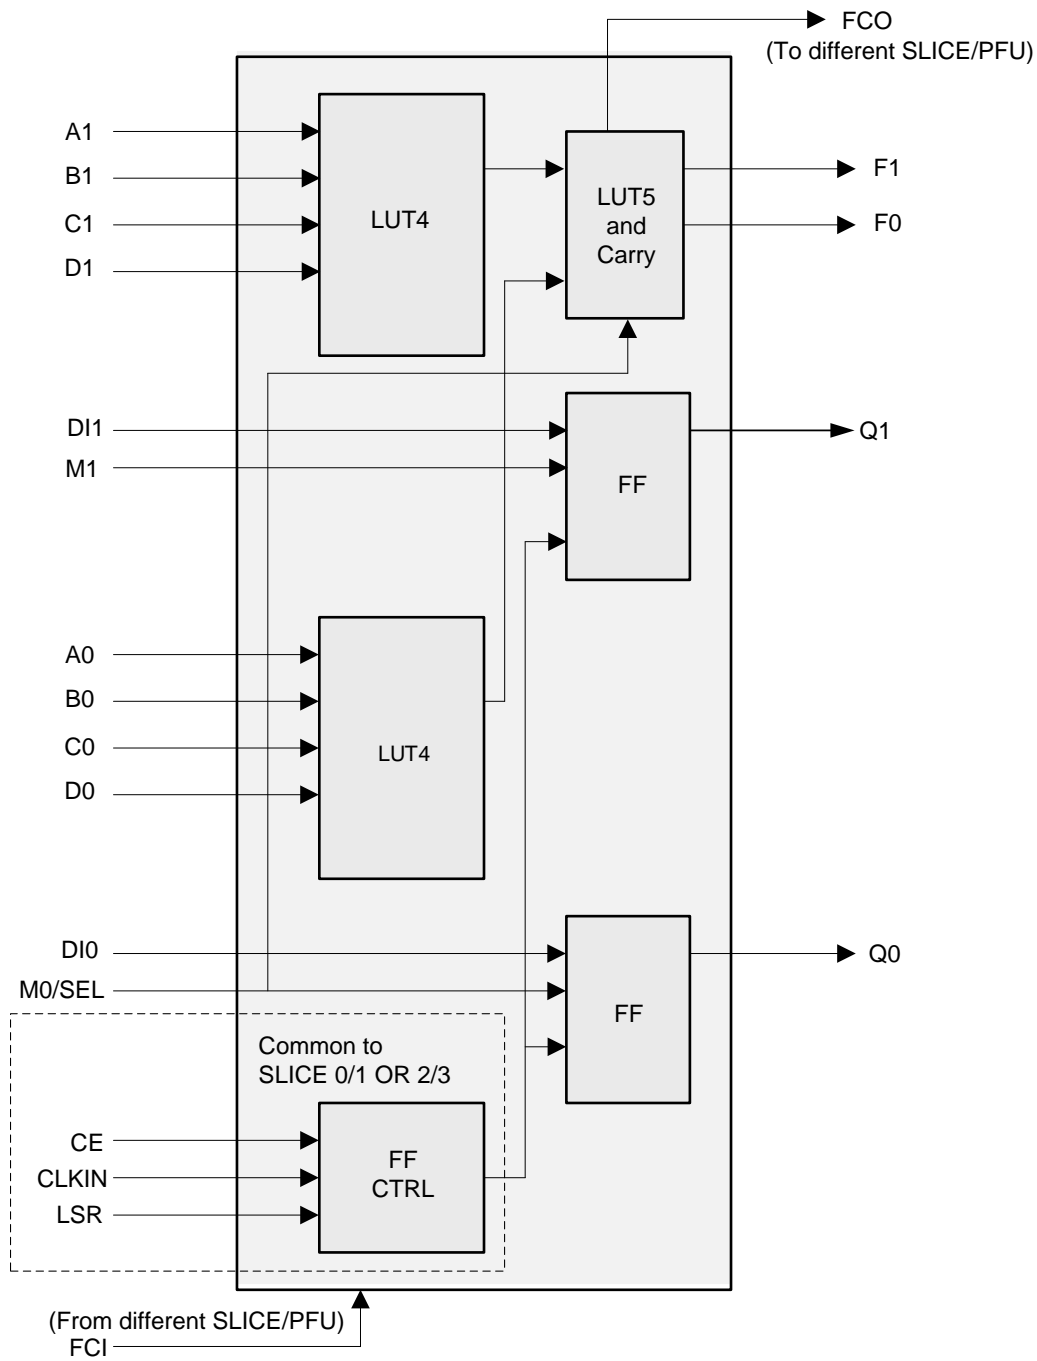 FCO
(To different SLICE/PFU)
A1
B1
C1
D1
LUT4
LUT5
and
Carry
F1
F0
DI1
M1
FF
Q1
A0
B0
C0
D0
LUT4
DI0
M0/SEL
FF
Q0
Common to
SLICE 0/1 OR 2/3
CE
CLKIN
LSR
FF
CTRL
(From different SLICE/PFU)
FCI